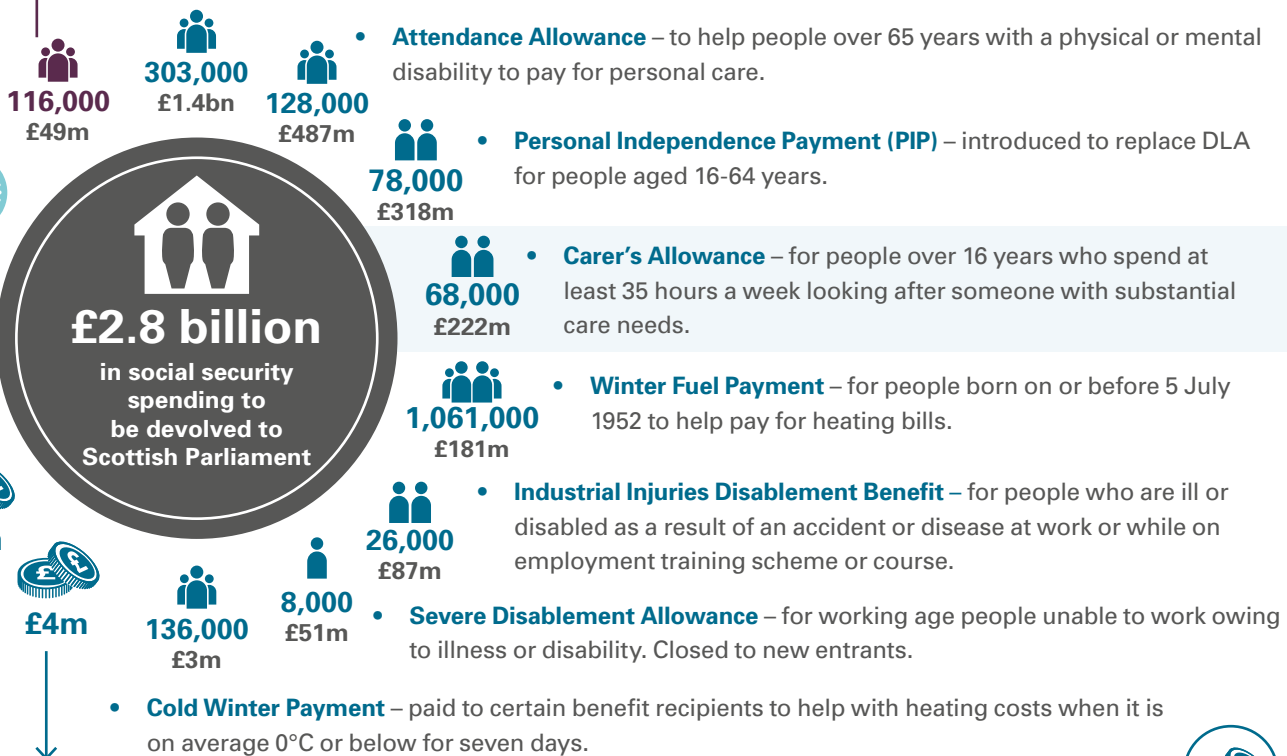 116,000
£49m
303,000
£1.4bn
128,000
£487m
• Attendance Allowance – to help people over 65 years with a physical or mental
disability to pay for personal care.
78,000
£318m
• Personal Independence Payment (PIP) – introduced to replace DLA
for people aged 16-64 years.
£2.8 billion
in social security
spending to
be devolved to
Scottish Parliament
68,000
£222m
• Carer's Allowance – for people over 16 years who spend at
least 35 hours a week looking after someone with substantial
care needs.
1,061,000
£181m
• Winter Fuel Payment – for people born on or before 5 July
1952 to help pay for heating bills.
26,000
£87m
• Industrial Injuries Disablement Benefit – for people who are ill or
disabled as a result of an accident or disease at work or while on
employment training scheme or course.
8,000
£51m
• Severe Disablement Allowance – for working age people unable to work owing
to illness or disability. Closed to new entrants.
£4m
136,000
£3m
• Cold Winter Payment – paid to certain benefit recipients to help with heating costs when it is
on average 0°C or below for seven days.